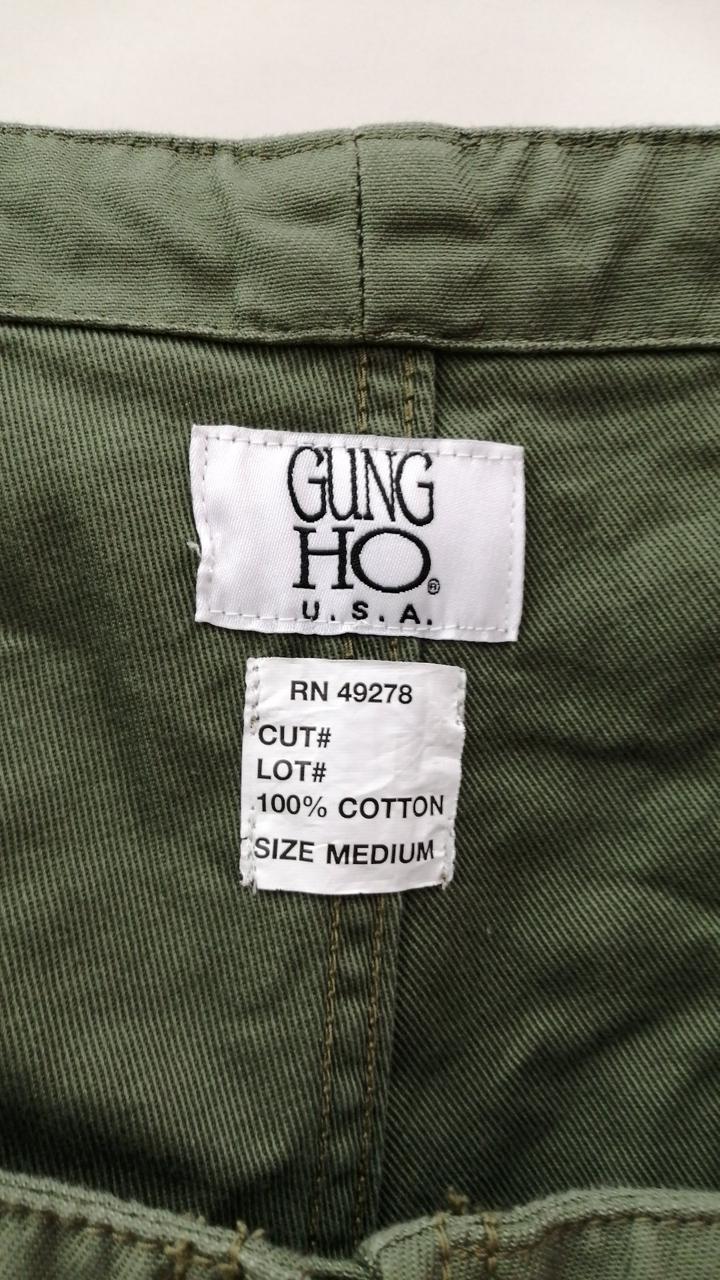 GUNG
HO®
U.S.A.
RN 49278
CUT#
LOT#
100% COTTON
SIZE MEDIUM